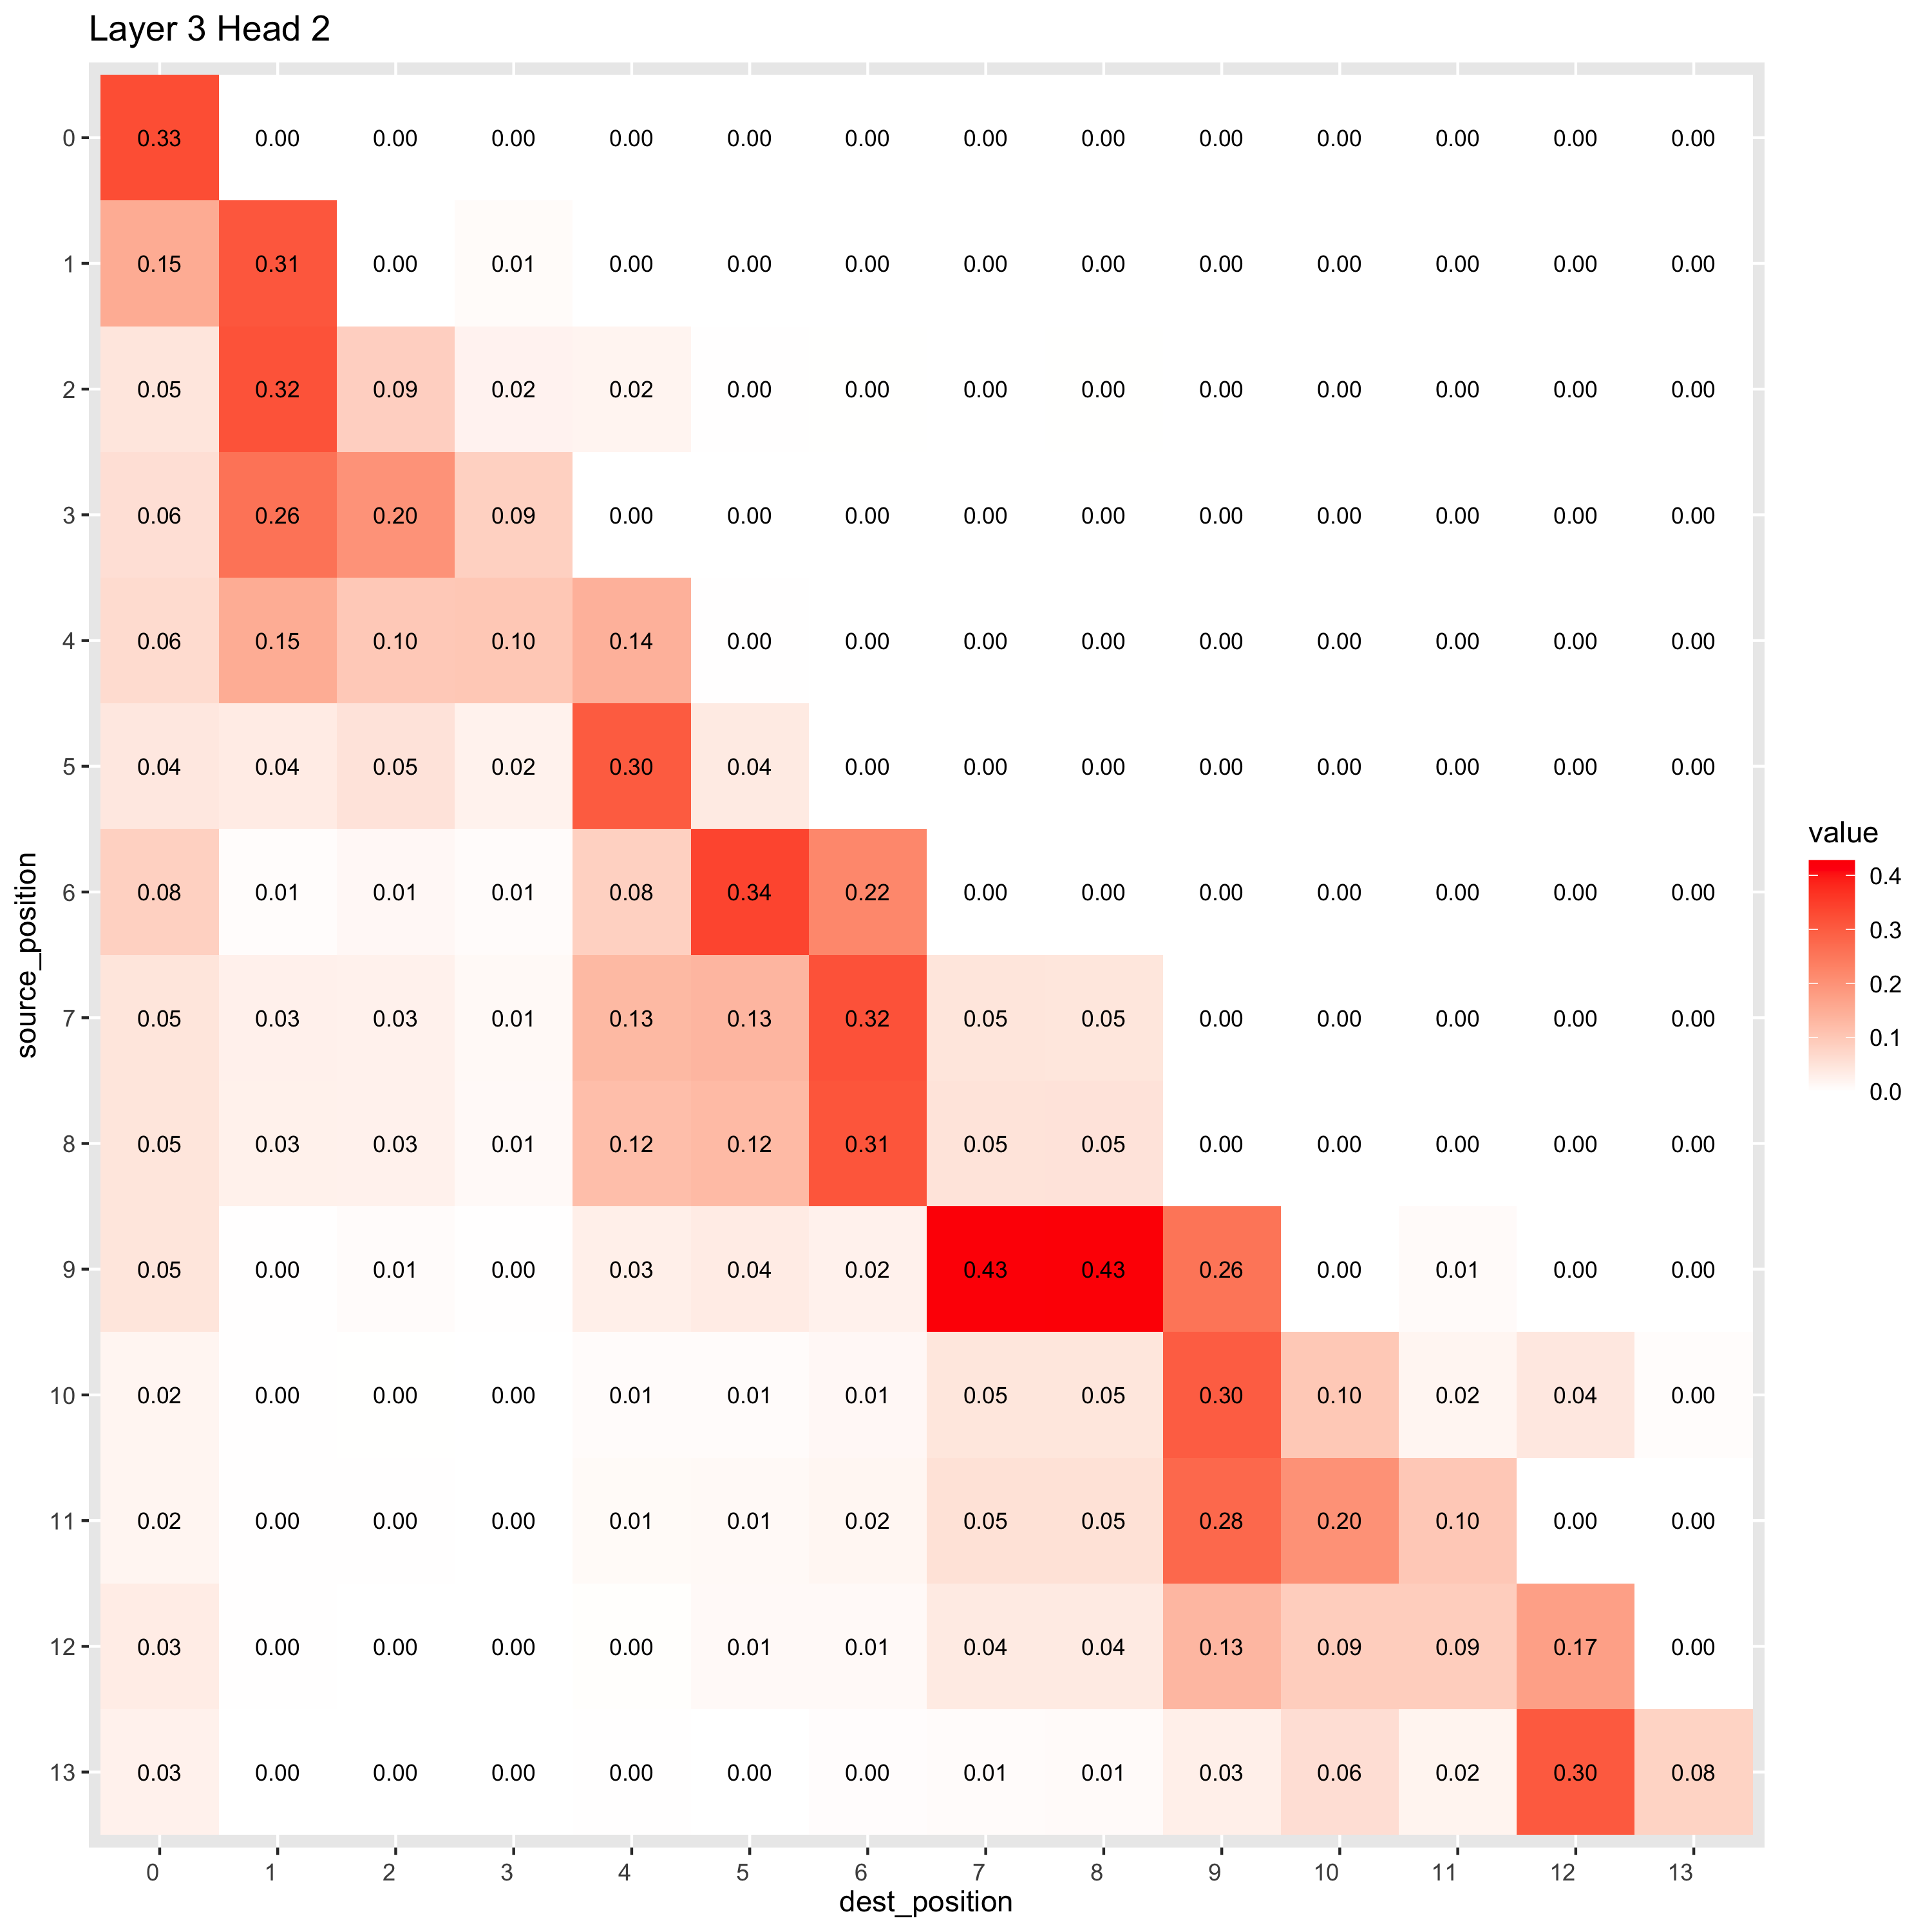 Layer 3 Head 2
0 0.33 0.00 0.00 0.00 0.00 0.00 0.00 0.00 0.00 0.00 0.00 0.00 0.00 0.00
1 0.15 0.31 0.00 0.01 0.00 0.00 0.00 0.00 0.00 0.00 0.00 0.00 0.00 0.00
2 0.05 0.32 0.09 0.02 0.02 0.00 0.00 0.00 0.00 0.00 0.00 0.00 0.00 0.00
3 0.06 0.26 0.20 0.09 0.00 0.00 0.00 0.00 0.00 0.00 0.00 0.00 0.00 0.00
4 0.06 0.15 0.10 0.10 0.14 0.00 0.00 0.00 0.00 0.00 0.00 0.00 0.00 0.00
5 0.04 0.04 0.05 0.02 0.30 0.04 0.00 0.00 0.00 0.00 0.00 0.00 0.00 0.00
6 0.08 0.01 0.01 0.01 0.08 0.34 0.22 0.00 0.00 0.00 0.00 0.00 0.00 0.00
7 0.05 0.03 0.03 0.01 0.13 0.13 0.32 0.05 0.05 0.00 0.00 0.00 0.00 0.00
8 0.05 0.03 0.03 0.01 0.12 0.12 0.31 0.05 0.05 0.00 0.00 0.00 0.00 0.00
9 0.05 0.00 0.01 0.00 0.03 0.04 0.02 0.43 0.43 0.26 0.00 0.01 0.00 0.00
10 0.02 0.00 0.00 0.00 0.01 0.01 0.01 0.05 0.05 0.30 0.10 0.02 0.04 0.00
11 0.02 0.00 0.00 0.00 0.01 0.01 0.02 0.05 0.05 0.28 0.20 0.10 0.00 0.00
12 0.03 0.00 0.00 0.00 0.00 0.01 0.01 0.04 0.04 0.13 0.09 0.09 0.17 0.00
13 0.03 0.00 0.00 0.00 0.00 0.00 0.00 0.01 0.01 0.03 0.06 0.02 0.30 0.08
0 1 2 3 4 5 6 7 8 9 10 11 12 13
dest_position
source_position
value
0.4
0.3
0.2
0.1
0.0